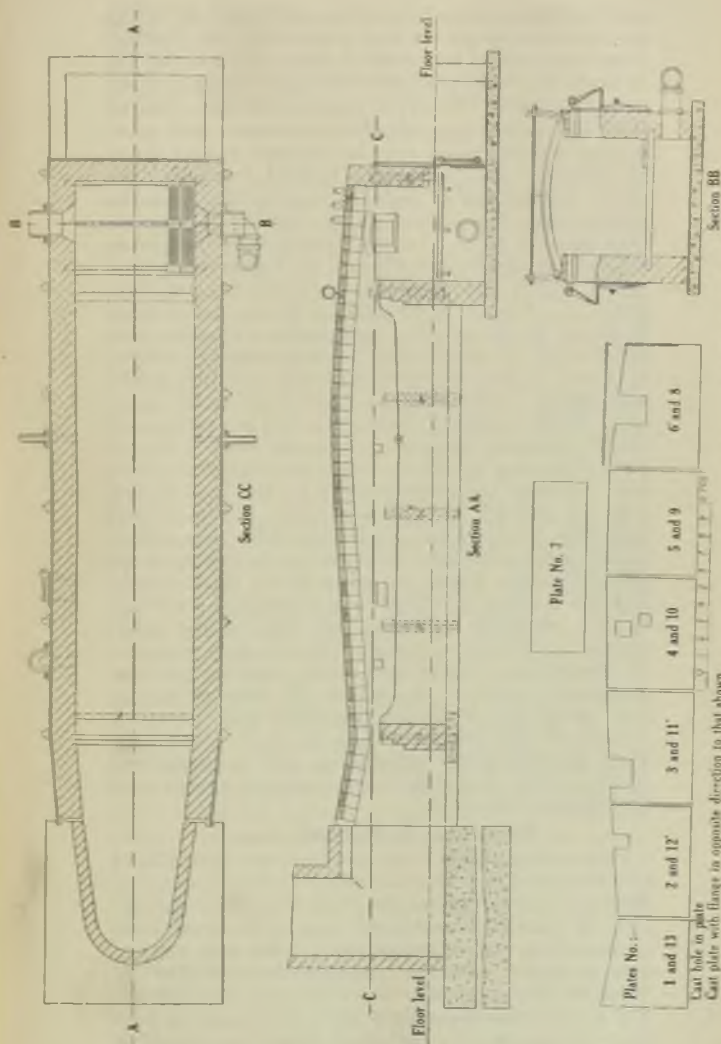 A
A
B
B
Section CC
Floor level
C
C
Section AA
Floor level
Section BB
Plate No. 7
Plates No.:
1 and 13
2 and 12'
3 and 11'
4 and 10
5 and 9
6 and 8
Cast hole in plate
Cast plate with flange in opposite direction to that shown